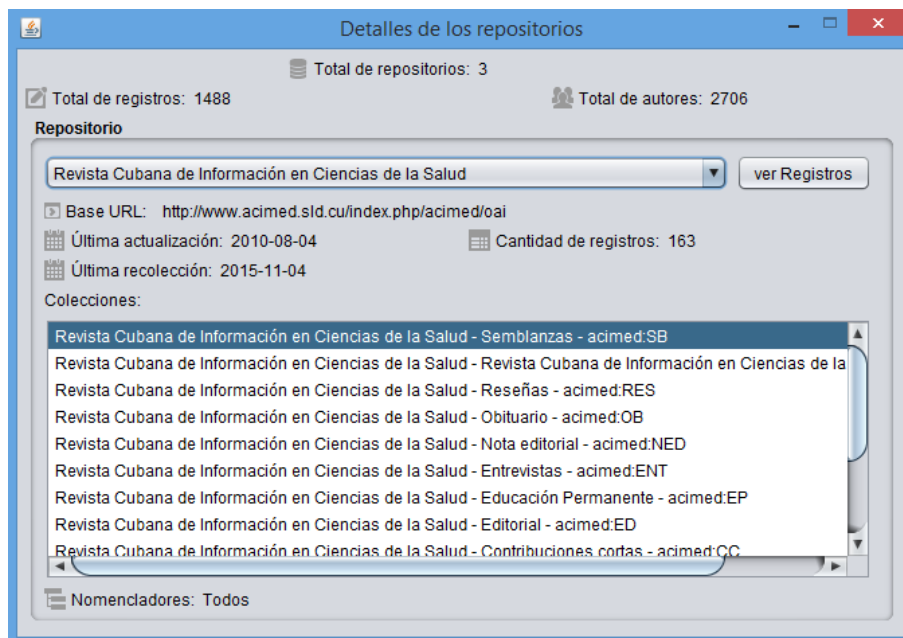 Detalles de los repositorios
Total de repositorios: 3
Total de registros: 1488
Total de autores: 2706
Repositorio
Revista Cubana de Información en Ciencias de la Salud
ver Registros
Base URL: http://www.acimed.sld.cu/index.php/acimed/oai
Última actualización: 2010-08-04
Cantidad de registros: 163
Última recolección: 2015-11-04
Colecciones:
Revista Cubana de Información en Ciencias de la Salud - Semblanzas - acimed:SB
Revista Cubana de Información en Ciencias de la Salud - Revista Cubana de Información en Ciencias de la
Revista Cubana de Información en Ciencias de la Salud - Reseñas - acimed:RES
Revista Cubana de Información en Ciencias de la Salud - Obituario - acimed:OB
Revista Cubana de Información en Ciencias de la Salud - Nota editorial - acimed:NED
Revista Cubana de Información en Ciencias de la Salud - Entrevistas - acimed:ENT
Revista Cubana de Información en Ciencias de la Salud - Educación Permanente - acimed:EP
Revista Cubana de Información en Ciencias de la Salud - Editorial - acimed:ED
Revista Cubana de Información en Ciencias de la Salud - Contribuciones cortas - acimed:CC
Nomencladores: Todos